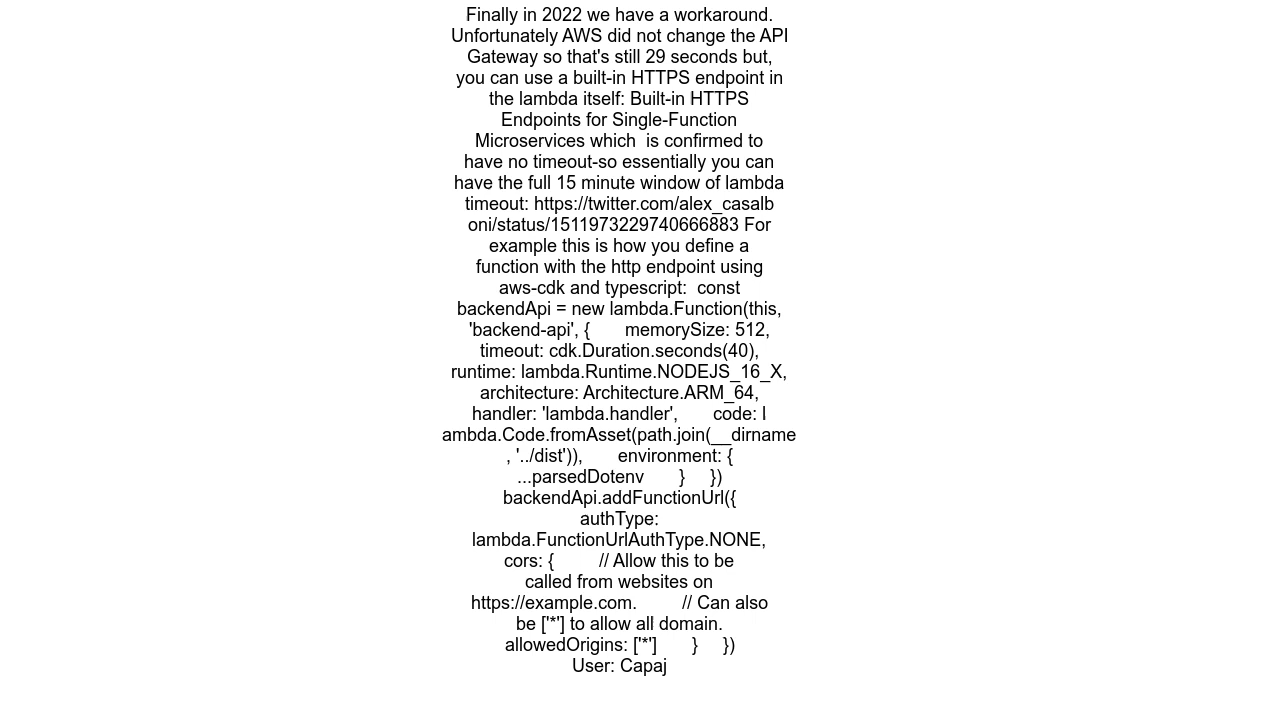 Finally in 2022 we have a workaround.
Unfortunately AWS did not change the API
Gateway so that's still 29 seconds but,
you can use a built-in HTTPS endpoint in
the lambda itself: Built-in HTTPS
Endpoints for Single-Function
Microservices which  is confirmed to
have no timeout-so essentially you can
have the full 15 minute window of lambda
timeout: https://twitter.com/alex_casalb
oni/status/1511973229740666883 For
example this is how you define a
function with the http endpoint using
aws-cdk and typescript:  const
backendApi = new lambda.Function(this,
'backend-api', {       memorySize: 512,
timeout: cdk.Duration.seconds(40),
runtime: lambda.Runtime.NODEJS_16_X,
architecture: Architecture.ARM_64,
handler: 'lambda.handler',       code: l
ambda.Code.fromAsset(path.join(__dirname
, '../dist')),       environment: {
...parsedDotenv       }     })
backendApi.addFunctionUrl({
authType:
lambda.FunctionUrlAuthType.NONE,
cors: {         // Allow this to be
called from websites on
https://example.com.         // Can also
be ['*'] to allow all domain.
allowedOrigins: ['*']       }     })
User: Capaj